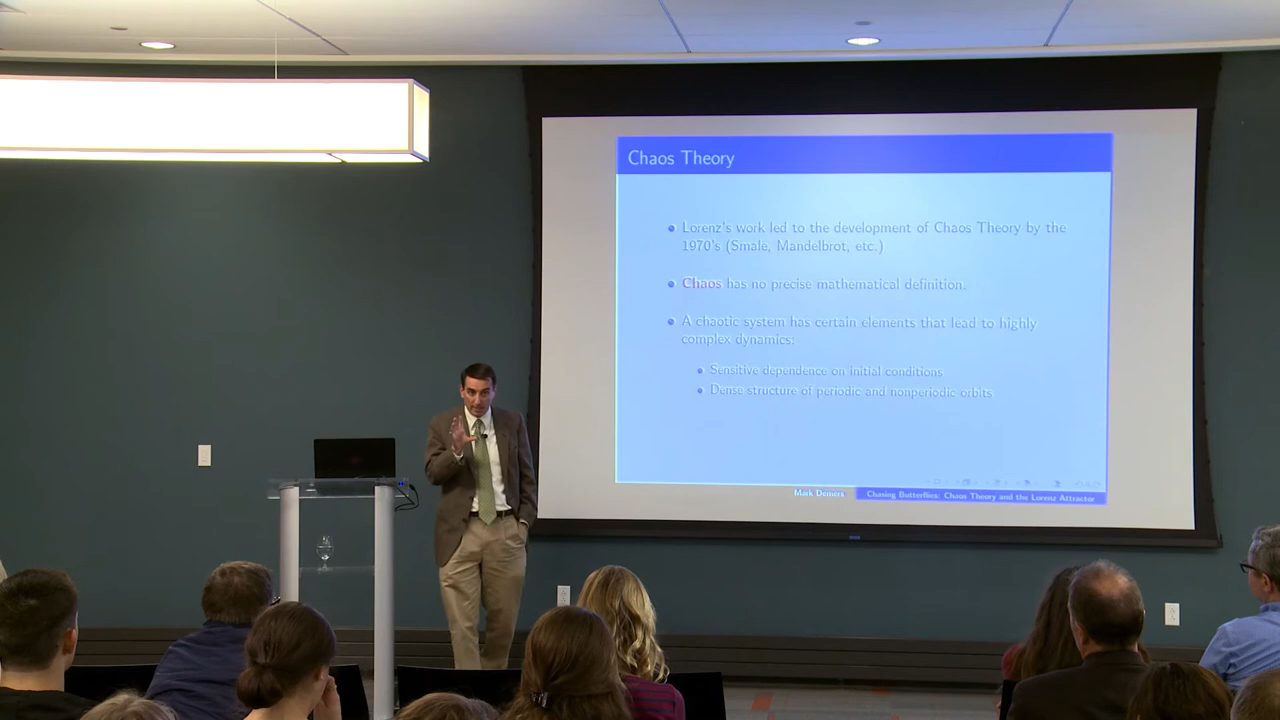 Chaos Theory
Lorenz's work led to the development of Chaos Theory by the
1970's (Smale, Mandelbrot, etc.)
Chaos has no precise mathematical definition.
A chaotic system has certain elements that lead to highly
complex dynamics:
Sensitive dependence on initial conditions
Dense structure of periodic and nonperiodic orbits.
Mark Demers Chasing Butterflies: Chaos Theory and the Lorenz Attractor